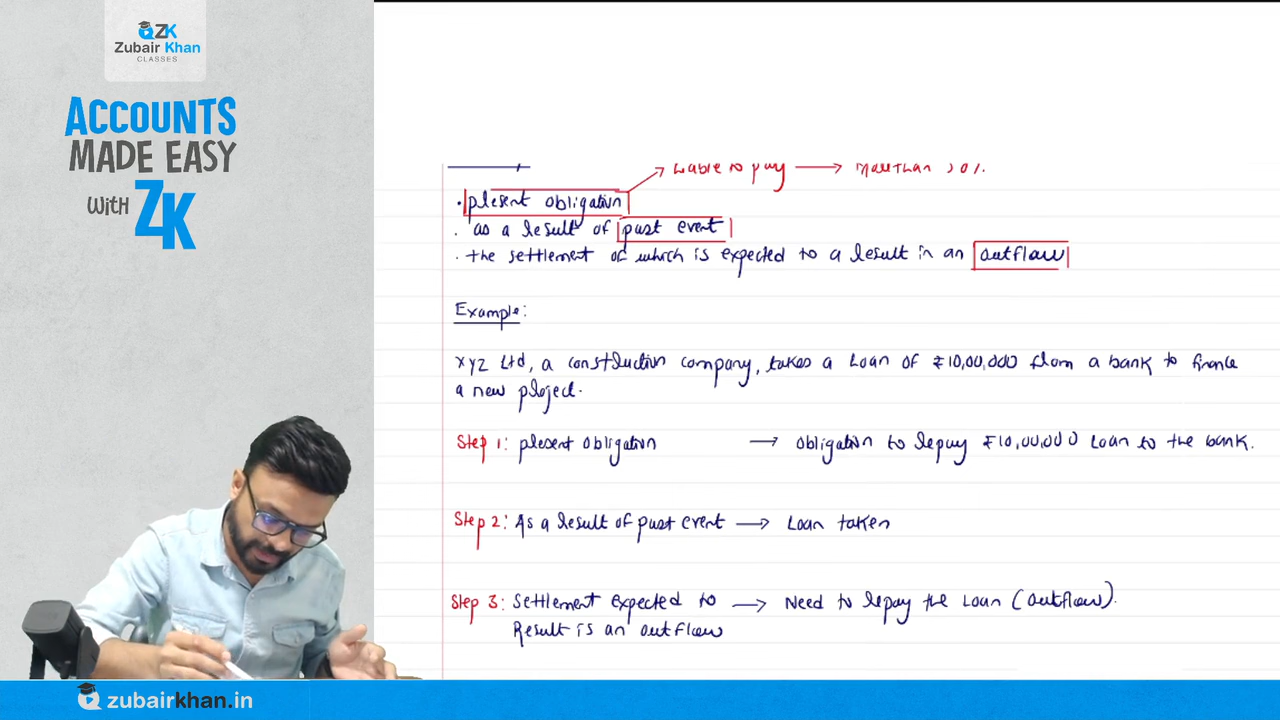 ZK
Zubair Khan
CLASSES
ACCOUNTS
MADE EASY
with ZK
Liable to pay → More than 50%.
· present obligation
· as a result of past event
· the settlement of which is expected to a result in an outflow
Example:
XYZ Ltd, a construction company, takes a Loan of ₹10,00,000 from a bank to finance
a new project.
Step 1: present obligation → obligation to repay ₹10,00,000 Loan to the bank.
Step 2: As a result of past event → Loan taken
Step 3: Settlement expected to → Need to repay the Loan (outflow).
Result is an outflow
zubairkhan.in